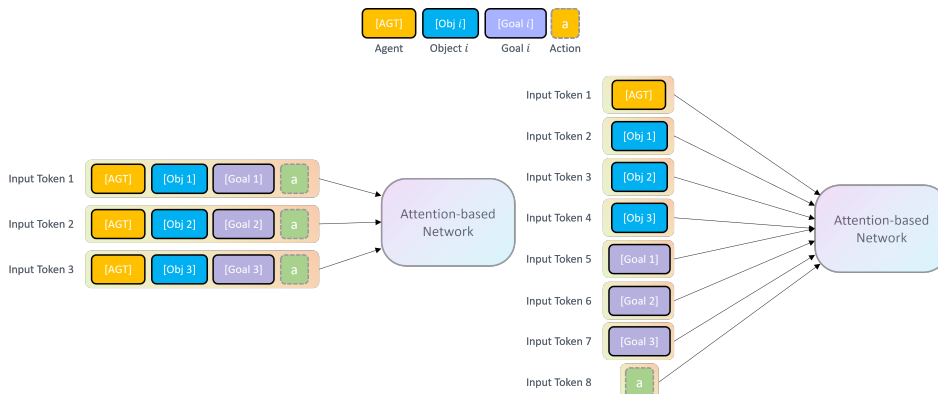 [AGT] [Obj i] [Goal i] a
Agent Object i Goal i Action
Input Token 1 [AGT] [Obj 1] [Goal 1] a
Input Token 2 [AGT] [Obj 2] [Goal 2] a
Input Token 3 [AGT] [Obj 3] [Goal 3] a
Attention-based
Network
Input Token 1 [AGT]
Input Token 2 [Obj 1]
Input Token 3 [Obj 2]
Input Token 4 [Obj 3]
Input Token 5 [Goal 1]
Input Token 6 [Goal 2]
Input Token 7 [Goal 3]
Input Token 8 a
Attention-based
Network